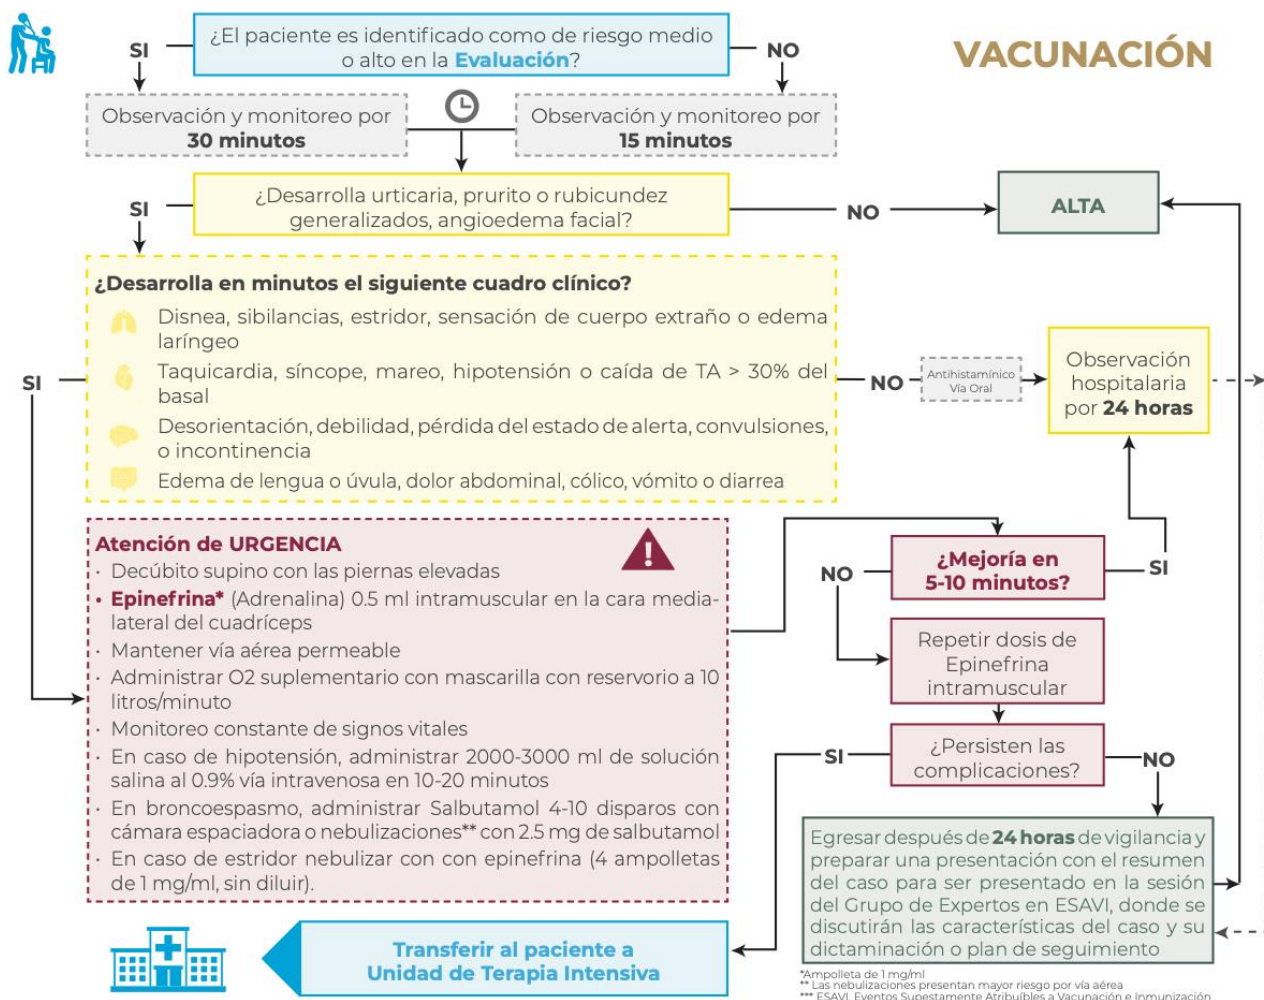 VACUNACIÓN
¿El paciente es identificado como de riesgo medio
o alto en la Evaluación?
SI
NO
Observación y monitoreo por
30 minutos
Observación y monitoreo por
15 minutos
¿Desarrolla urticaria, prurito o rubicundez
generalizados, angioedema facial?
SI
NO
ALTA
¿Desarrolla en minutos el siguiente cuadro clínico?
Disnea, sibilancias, estridor, sensación de cuerpo extraño o edema
laríngeo
Taquicardia, síncope, mareo, hipotensión o caída de TA > 30% del
basal
Desorientación, debilidad, pérdida del estado de alerta, convulsiones,
o incontinencia
Edema de lengua o úvula, dolor abdominal, cólico, vómito o diarrea
SI
NO
Antihistamínico
Vía Oral
Observación
hospitalaria
por 24 horas
Atención de URGENCIA
· Decúbito supino con las piernas elevadas
• Epinefrina* (Adrenalina) 0.5 ml intramuscular en la cara media-
lateral del cuadríceps
· Mantener vía aérea permeable
· Administrar O2 suplementario con mascarilla con reservorio a 10
litros/minuto
· Monitoreo constante de signos vitales
· En caso de hipotensión, administrar 2000-3000 ml de solución
salina al 0.9% vía intravenosa en 10-20 minutos
· En broncoespasmo, administrar Salbutamol 4-10 disparos con
cámara espaciadora o nebulizaciones** con 2.5 mg de salbutamol
· En caso de estridor nebulizar con con epinefrina (4 ampolletas
de 1 mg/ml, sin diluir).
¿Mejoría en
5-10 minutos?
NO
SI
Repetir dosis de
Epinefrina
intramuscular
¿Persisten las
complicaciones?
SI
NO
Egresar después de 24 horas de vigilancia y
preparar una presentación con el resumen
del caso para ser presentado en la sesión
del Grupo de Expertos en ESAVI, donde se
discutirán las características del caso y su
dictaminación o plan de seguimiento
Transferir al paciente a
Unidad de Terapia Intensiva
*Ampolleta de 1 mg/ml
** Las nebulizaciones presentan mayor riesgo por vía aérea
*** ESAVI, Eventos Supestamente Atribuíbles a Vacunación e Inmunización